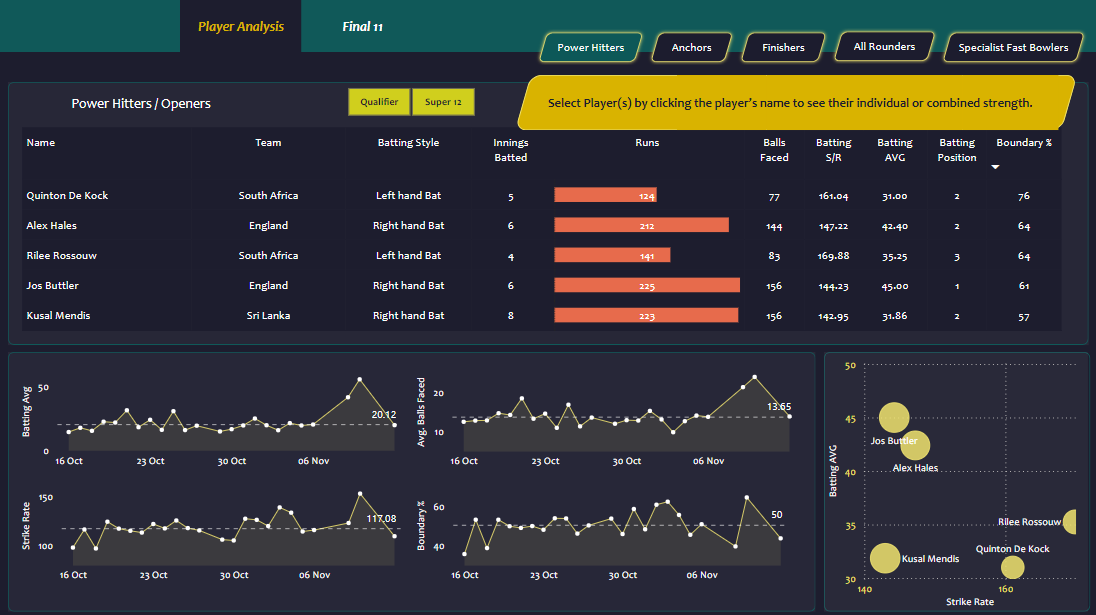 Player Analysis
Final 11
Power Hitters
Anchors
Finishers
All Rounders
Specialist Fast Bowlers
Select Player(s) by clicking the player's name to see their individual or combined strength.
Power Hitters / Openers
Qualifier
Super 12
Name Team Batting Style Innings Batted Runs Balls Faced Batting S/R Batting AVG Batting Position Boundary %
Quinton De Kock South Africa Left hand Bat 5 124 77 161.04 31.00 2 76
Alex Hales England Right hand Bat 6 212 144 147.22 42.40 2 64
Rilee Rossouw South Africa Left hand Bat 4 141 83 169.88 35.25 3 64
Jos Buttler England Right hand Bat 6 225 156 144.23 45.00 1 61
Kusal Mendis Sri Lanka Right hand Bat 8 223 156 142.95 31.86 2 57
Batting Avg
50
0
20.12
16 Oct 23 Oct 30 Oct 06 Nov
Avg. Balls Faced
20
10
13.65
16 Oct 23 Oct 30 Oct 06 Nov
Strike Rate
150
100
117.08
16 Oct 23 Oct 30 Oct 06 Nov
Boundary %
60
40
50
16 Oct 23 Oct 30 Oct 06 Nov
Batting AVG
50
45
40
35
30
Jos Buttler
Alex Hales
Rilee Rossouw
Quinton De Kock
Kusal Mendis
140 160
Strike Rate